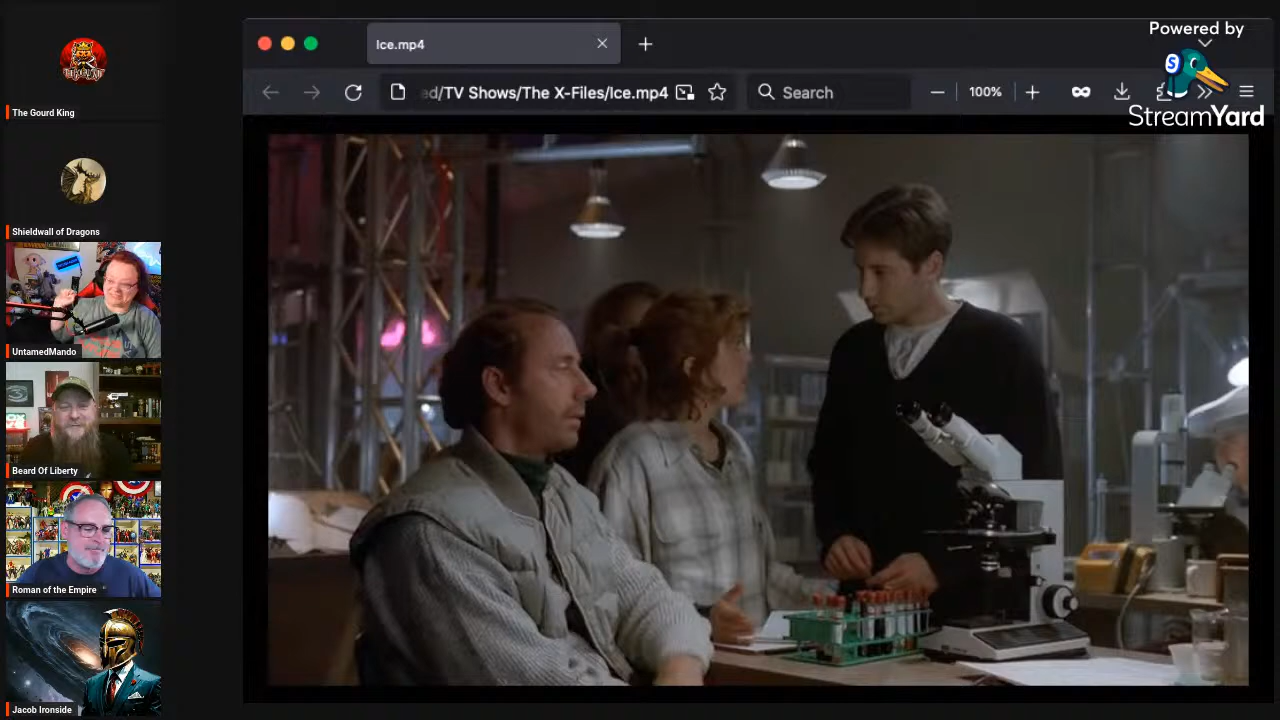 The Gourd King
Shieldwall of Dragons
UntamedMando
Beard Of Liberty
Roman of the Empire
Jacob Ironside
Ice.mp4
ed/TV Shows/The X-Files/Ice.mp4
Search
100%
Powered by
S
StreamYard